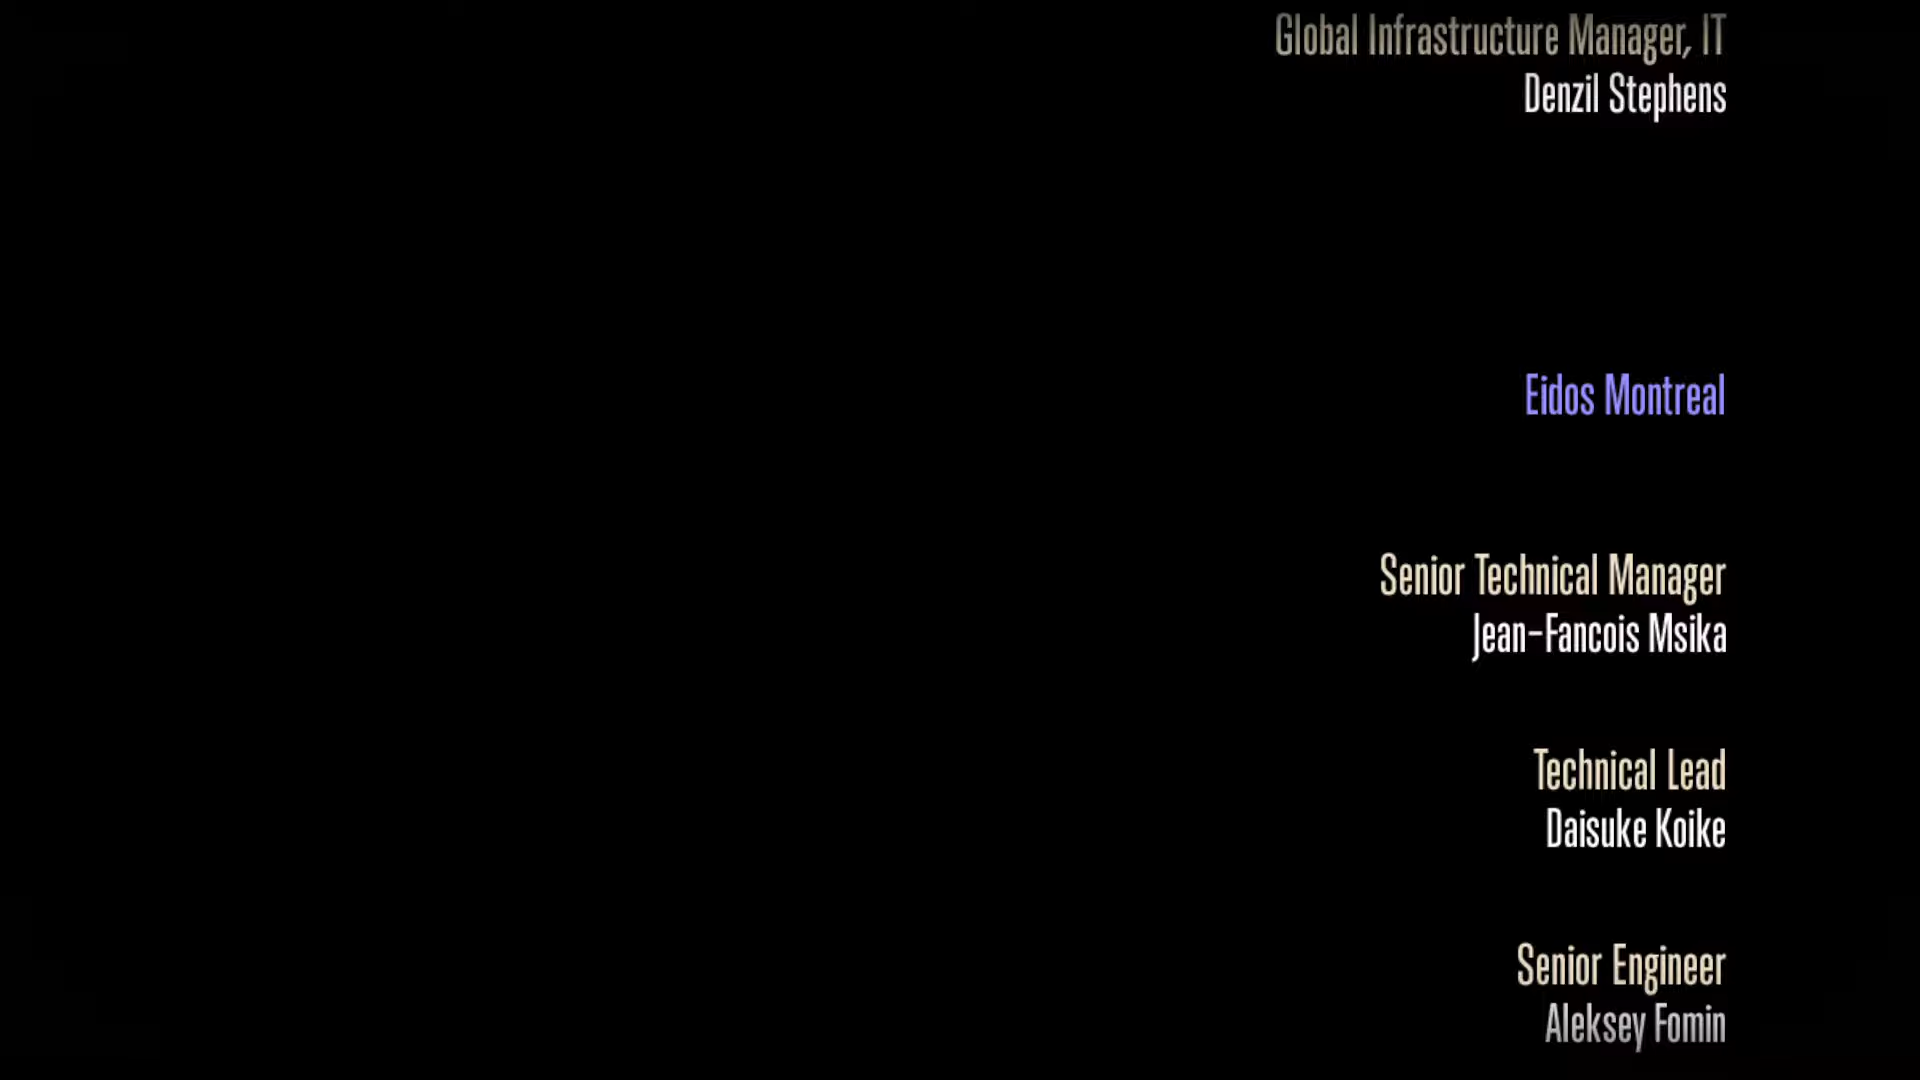 Global Infrastructure Manager, IT
Denzil Stephens
Eidos Montreal
Senior Technical Manager
Jean-Fancois Msika
Technical Lead
Daisuke Koike
Senior Engineer
Aleksey Fomin